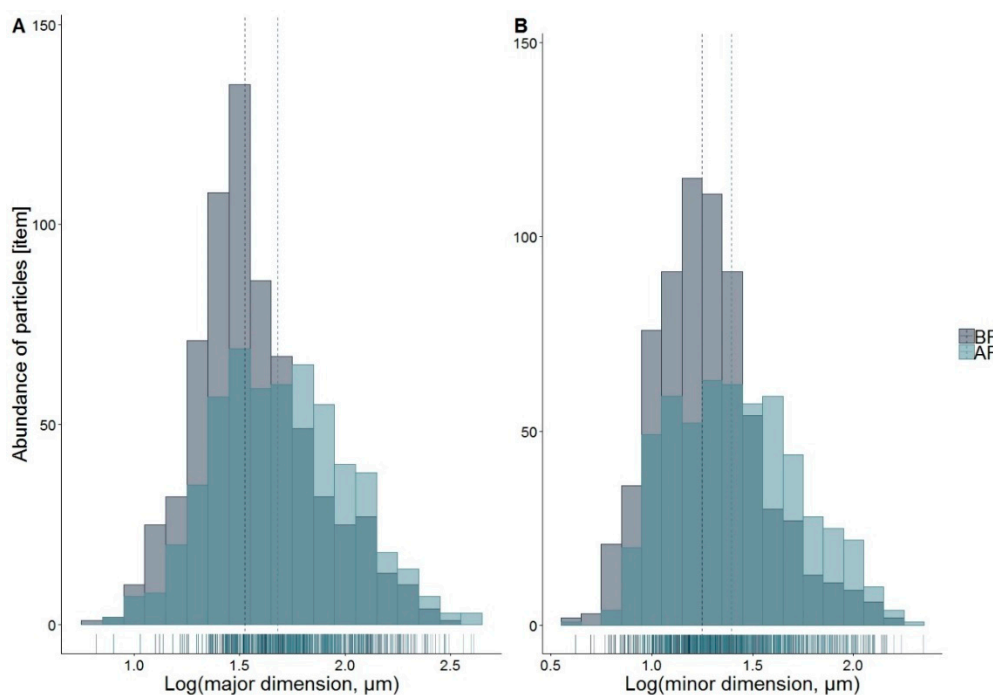 A
B
150
100
50
0
Abundance of particles [item]
1.0 1.5 2.0 2.5
Log(major dimension, µm)
150
100
50
0
0.5 1.0 1.5 2.0
Log(minor dimension, µm)